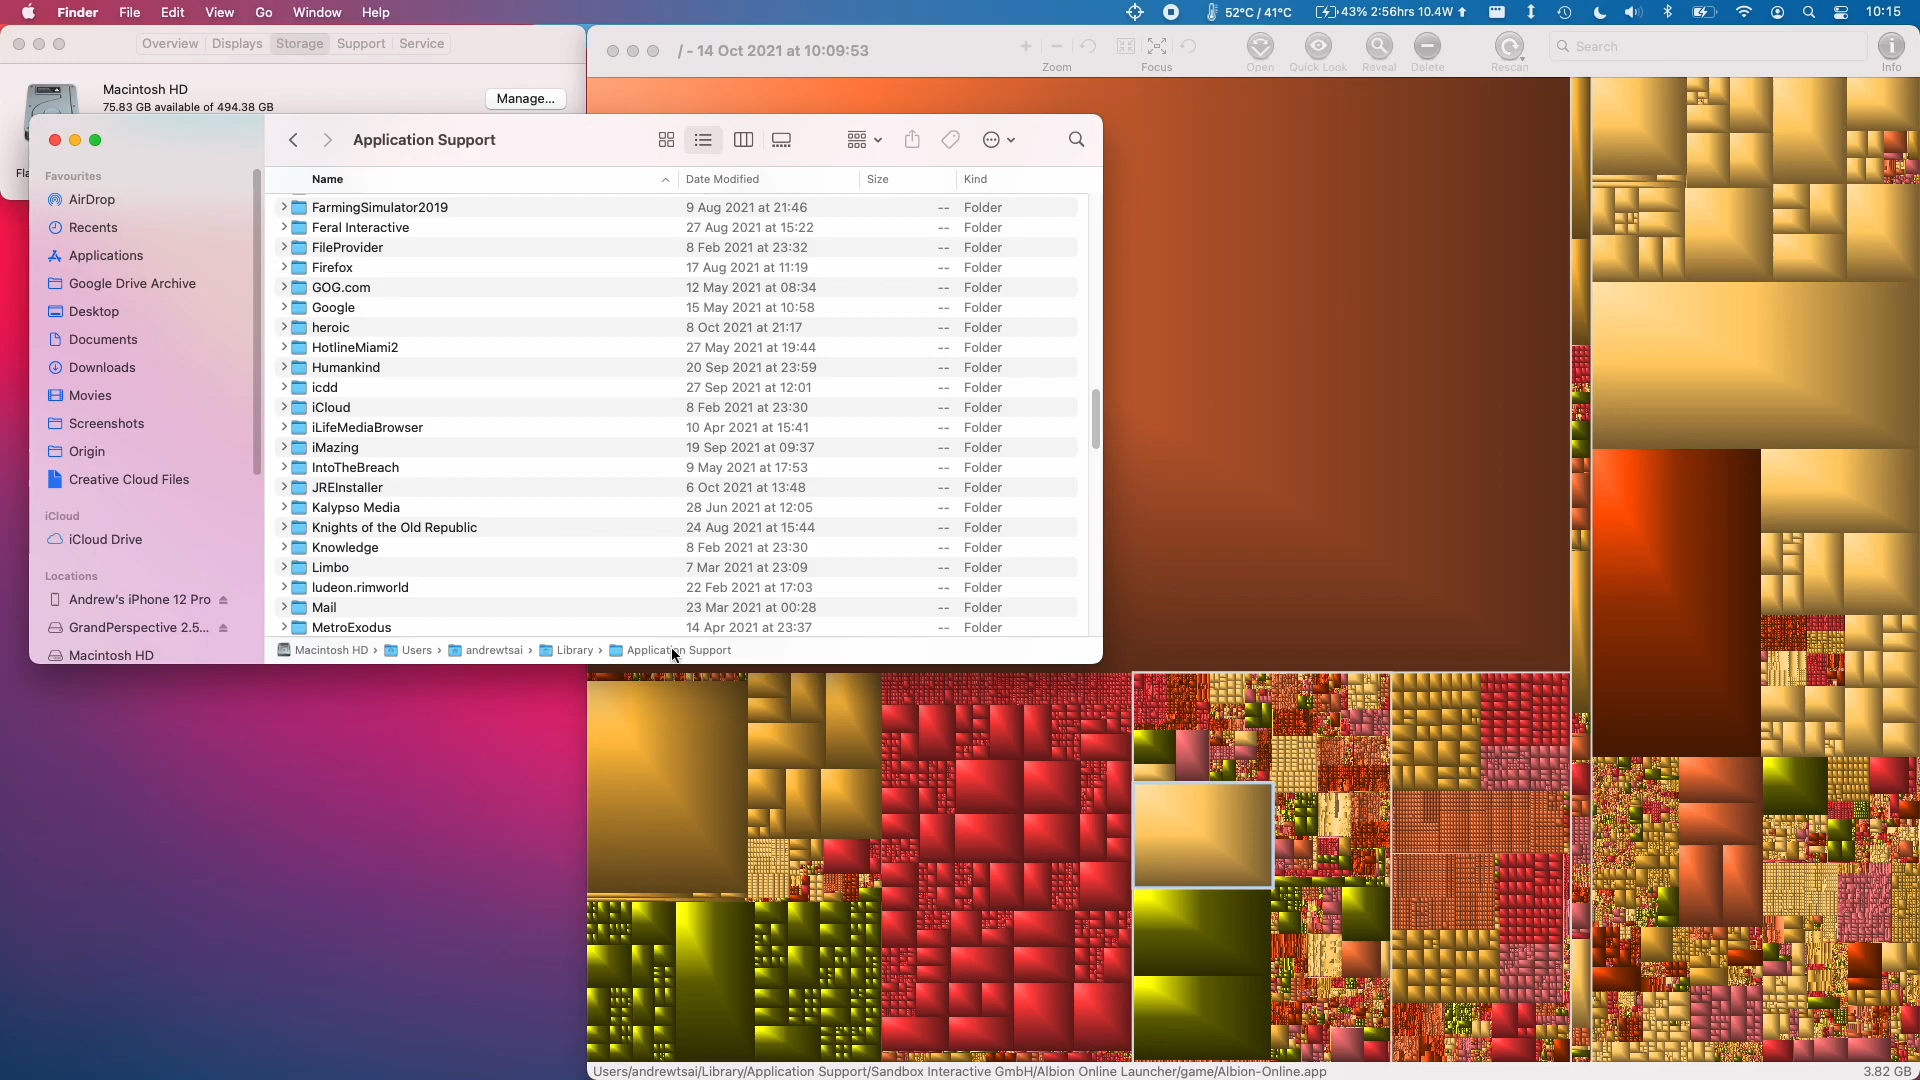 Finder File Edit View Go Window Help
52°C / 41°C 43% 2:56hrs 10.4W 10:15
Overview Displays Storage Support Service
Macintosh HD
75.83 GB available of 494.38 GB
Manage...
Fla
/ - 14 Oct 2021 at 10:09:53
Zoom Focus Open Quick Look Reveal Delete Rescan Search Info
Application Support
Name Date Modified Size Kind
Favourites
AirDrop
Recents
Applications
Google Drive Archive
Desktop
Documents
Downloads
Movies
Screenshots
Origin
Creative Cloud Files
iCloud
iCloud Drive
Locations
Andrew's iPhone 12 Pro
GrandPerspective 2.5...
Macintosh HD
FarmingSimulator2019 9 Aug 2021 at 21:46 -- Folder
Feral Interactive 27 Aug 2021 at 15:22 -- Folder
FileProvider 8 Feb 2021 at 23:32 -- Folder
Firefox 17 Aug 2021 at 11:19 -- Folder
GOG.com 12 May 2021 at 08:34 -- Folder
Google 15 May 2021 at 10:58 -- Folder
heroic 8 Oct 2021 at 21:17 -- Folder
HotlineMiami2 27 May 2021 at 19:44 -- Folder
Humankind 20 Sep 2021 at 23:59 -- Folder
icdd 27 Sep 2021 at 12:01 -- Folder
iCloud 8 Feb 2021 at 23:30 -- Folder
iLifeMediaBrowser 10 Apr 2021 at 15:41 -- Folder
iMazing 19 Sep 2021 at 09:37 -- Folder
IntoTheBreach 9 May 2021 at 17:53 -- Folder
JREInstaller 6 Oct 2021 at 13:48 -- Folder
Kalypso Media 28 Jun 2021 at 12:05 -- Folder
Knights of the Old Republic 24 Aug 2021 at 15:44 -- Folder
Knowledge 8 Feb 2021 at 23:30 -- Folder
Limbo 7 Mar 2021 at 23:09 -- Folder
ludeon.rimworld 22 Feb 2021 at 17:03 -- Folder
Mail 23 Mar 2021 at 00:28 -- Folder
MetroExodus 14 Apr 2021 at 23:37 -- Folder
Macintosh HD › Users › andrewtsai › Library › Application Support
Users/andrewtsai/Library/Application Support/Sandbox Interactive GmbH/Albion Online Launcher/game/Albion-Online.app 3.82 GB